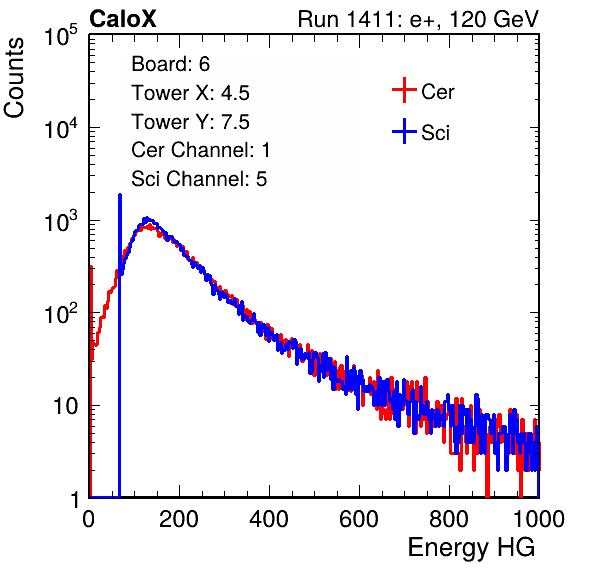 CaloX Run 1411: e+, 120 GeV
Counts
10^5
10^4
10^3
10^2
10
1
Board: 6
Tower X: 4.5
Tower Y: 7.5
Cer Channel: 1
Sci Channel: 5
Cer
Sci
0 200 400 600 800 1000
Energy HG